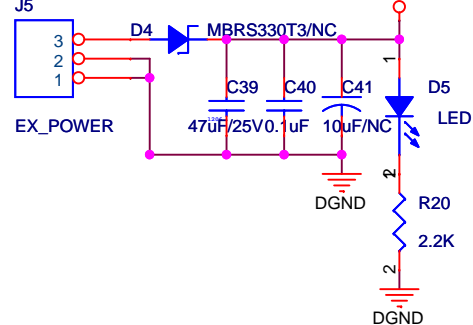 J5
D4
MBRS330T3/NC
3
2
1
EX_POWER
C39
47uF/25V
C40
0.1uF
C41
10uF/NC
1
D5
LED
2
DGND
R20
2.2K
2
DGND